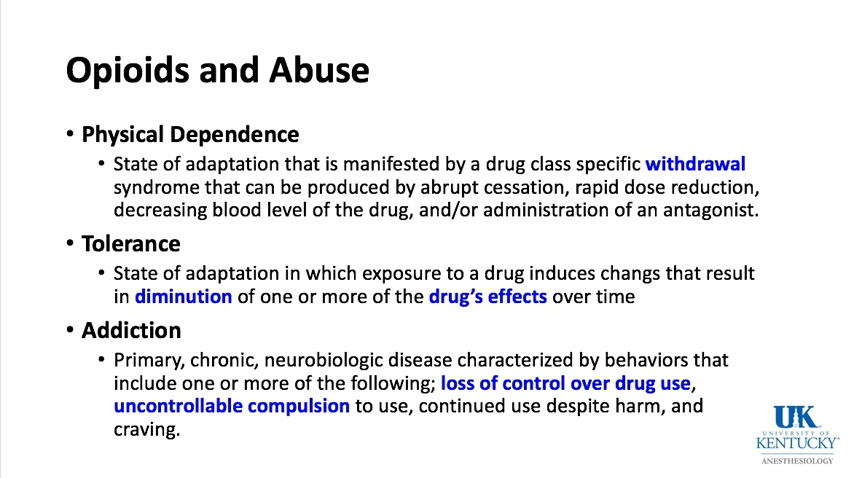 Opioids and Abuse
• Physical Dependence
• State of adaptation that is manifested by a drug class specific withdrawal
syndrome that can be produced by abrupt cessation, rapid dose reduction,
decreasing blood level of the drug, and/or administration of an antagonist.
• Tolerance
• State of adaptation in which exposure to a drug induces changs that result
in diminution of one or more of the drug's effects over time
• Addiction
• Primary, chronic, neurobiologic disease characterized by behaviors that
include one or more of the following; loss of control over drug use,
uncontrollable compulsion to use, continued use despite harm, and
craving.
UK
UNIVERSITY OF
KENTUCKY
ANESTHESIOLOGY